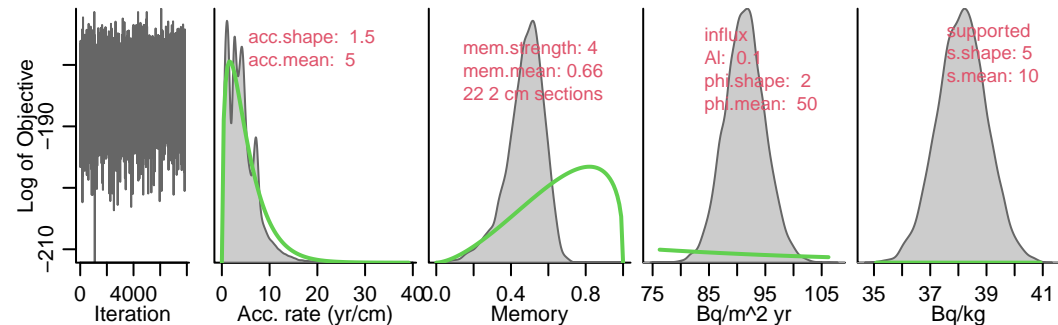 Log of Objective
-190
-210
0
4000
Iteration
acc.shape: 1.5
acc.mean: 5
0
10
20
30
40
Acc. rate (yr/cm)
mem.strength: 4
mem.mean: 0.66
22 2 cm sections
0.0
0.4
0.8
Memory
influx
Al: 0.1
phi.shape: 2
phi.mean: 50
75
85
95
105
Bq/m^2 yr
supported
s.shape: 5
s.mean: 10
35
37
39
41
Bq/kg